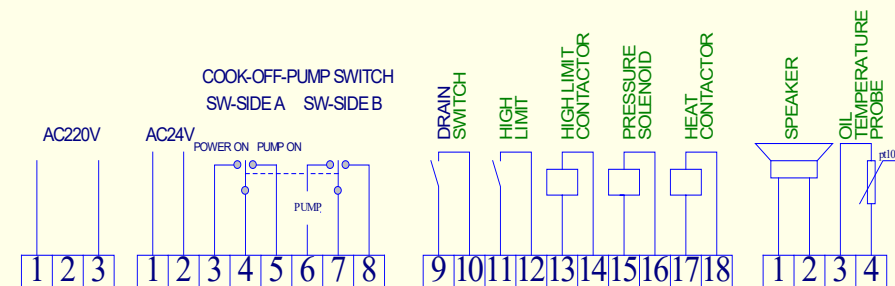 COOK-OFF-PUMP SWITCH
SW-SIDE A SW-SIDE B
AC220V
AC24V
POWER ON PUMP ON
PUMP
DRAIN
SWITCH
HIGH
LIMIT
HIGH LIMIT
CONTACTOR
PRESSURE
SOLENOID
HEAT
CONTACTOR
SPEAKER
OIL
TEMPERATURE
PROBE
1 2 3
1 2 3 4 5 6 7 8
9 10 11 12 13 14 15 16 17 18
1 2 3 4